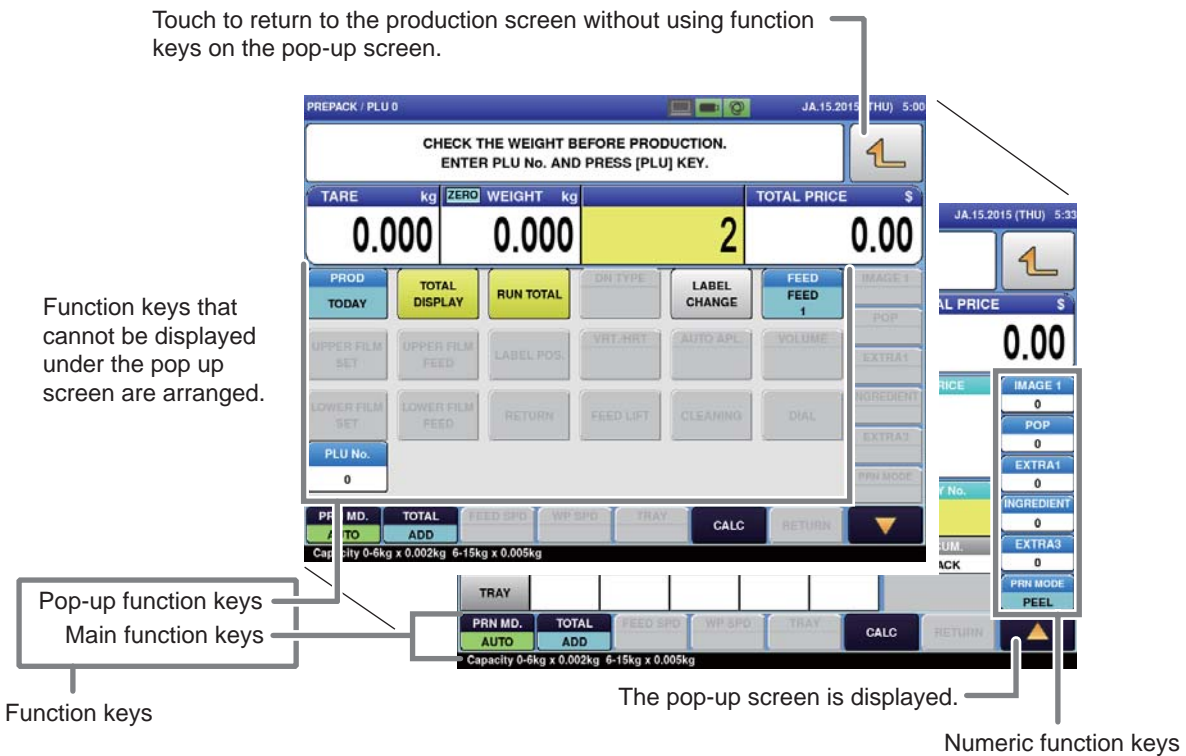 Touch to return to the production screen without using function
keys on the pop-up screen.
PREPACK / PLU 0
JA.15.2015 (THU) 5:00
CHECK THE WEIGHT BEFORE PRODUCTION.
ENTER PLU No. AND PRESS [PLU] KEY.
TARE kg ZERO WEIGHT kg TOTAL PRICE $
0.000 0.000 2 0.00
JA.15.2015 (THU) 5:33
AL PRICE $
0.00
Function keys that
cannot be displayed
under the pop up
screen are arranged.
PROD
TODAY
TOTAL
DISPLAY
RUN TOTAL
DN TYPE
LABEL
CHANGE
FEED
FEED
1
IMAGE 1
POP
UPPER FILM
SET
UPPER FILM
FEED
LABEL POS.
VRT./HRT
AUTO APL.
VOLUME
EXTRA1
INGREDIENT
LOWER FILM
SET
LOWER FILM
FEED
RETURN
FEED LIFT
CLEANING
DIAL
EXTRA3
PRN MODE
PLU No.
0
RICE
IMAGE 1
0
POP
0
EXTRA1
0
INGREDIENT
0
EXTRA3
0
PRN MODE
PEEL
Y No.
UM.
ACK
PRN MD.
AUTO
TOTAL
ADD
FEED SPD
WP SPD
TRAY
CALC
RETURN
Capacity 0-6kg x 0.002kg 6-15kg x 0.005kg
TRAY
PRN MD.
AUTO
TOTAL
ADD
FEED SPD
WP SPD
TRAY
CALC
RETURN
Capacity 0-6kg x 0.002kg 6-15kg x 0.005kg
Pop-up function keys
Main function keys
Function keys
The pop-up screen is displayed.
Numeric function keys